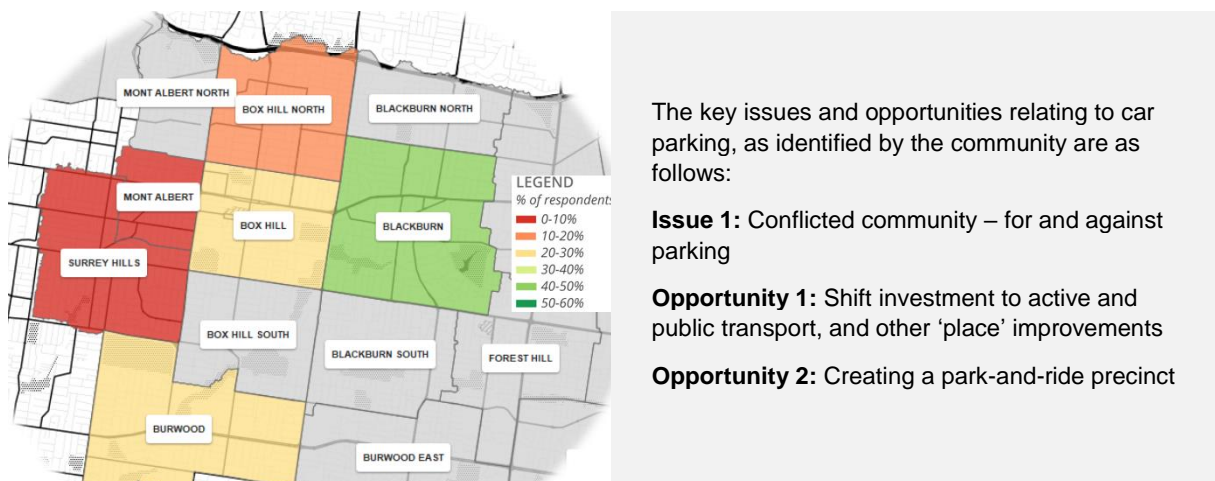 MONT ALBERT NORTH
BOX HILL NORTH
BLACKBURN NORTH
MONT ALBERT
BOX HILL
BLACKBURN
SURREY HILLS
BOX HILL SOUTH
BLACKBURN SOUTH
FOREST HILL
BURWOOD
BURWOOD EAST
LEGEND
% of respondents
0-10%
10-20%
20-30%
30-40%
40-50%
50-60%
The key issues and opportunities relating to car
parking, as identified by the community are as
follows:
Issue 1: Conflicted community – for and against
parking
Opportunity 1: Shift investment to active and
public transport, and other ‘place’ improvements
Opportunity 2: Creating a park-and-ride precinct